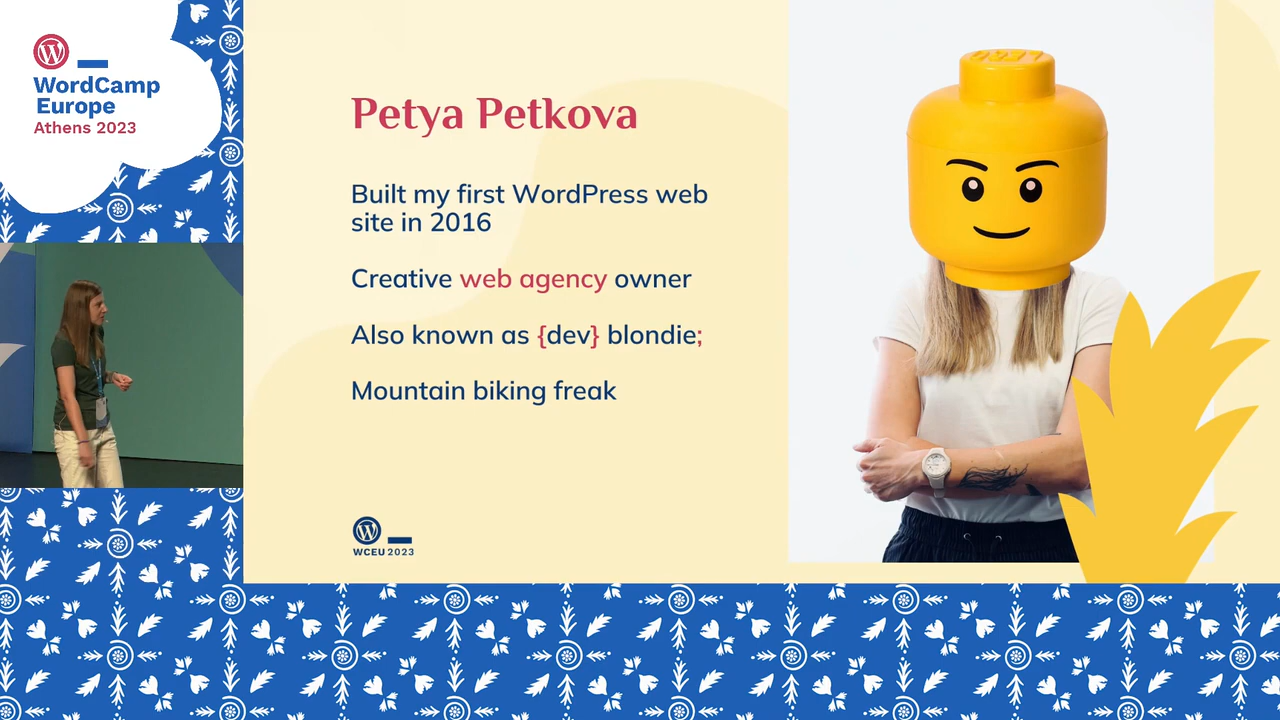 WordCamp
Europe
Athens 2023
Petya Petkova
Built my first WordPress web
site in 2016
Creative web agency owner
Also known as {dev} blondie;
Mountain biking freak
WCEU 2023